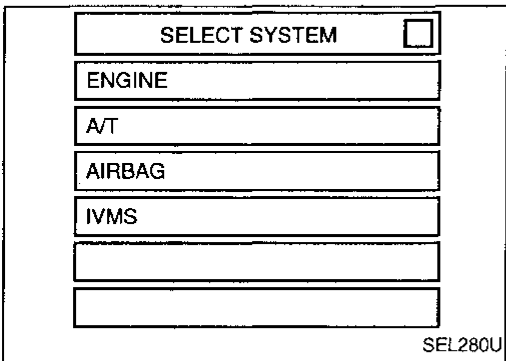 SELECT SYSTEM
ENGINE
A/T
AIRBAG
IVMS
SEL280U